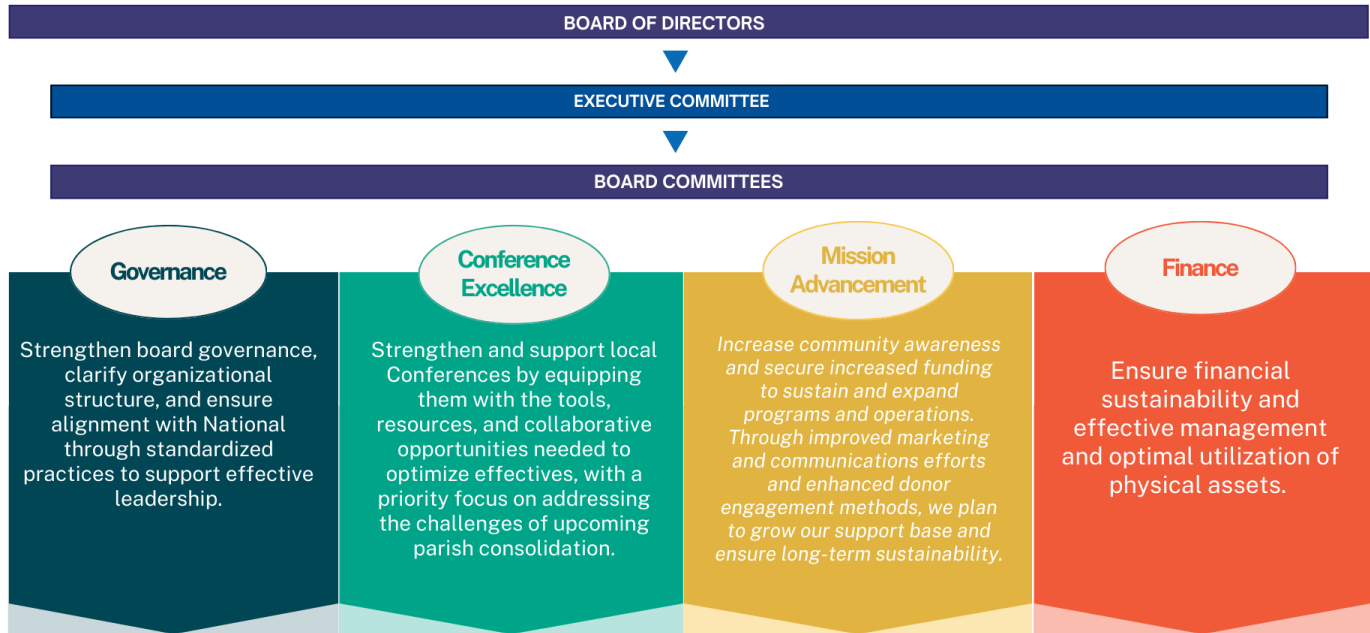 BOARD OF DIRECTORS
EXECUTIVE COMMITTEE
BOARD COMMITTEES
Governance
Strengthen board governance,
clarify organizational
structure, and ensure
alignment with National
through standardized
practices to support effective
leadership.
Conference
Excellence
Strengthen and support local
Conferences by equipping
them with the tools,
resources, and collaborative
opportunities needed to
optimize effectives, with a
priority focus on addressing
the challenges of upcoming
parish consolidation.
Mission
Advancement
Increase community awareness
and secure increased funding
to sustain and expand
programs and operations.
Through improved marketing
and communications efforts
and enhanced donor
engagement methods, we plan
to grow our support base and
ensure long-term sustainability.
Finance
Ensure financial
sustainability and
effective management
and optimal utilization of
physical assets.